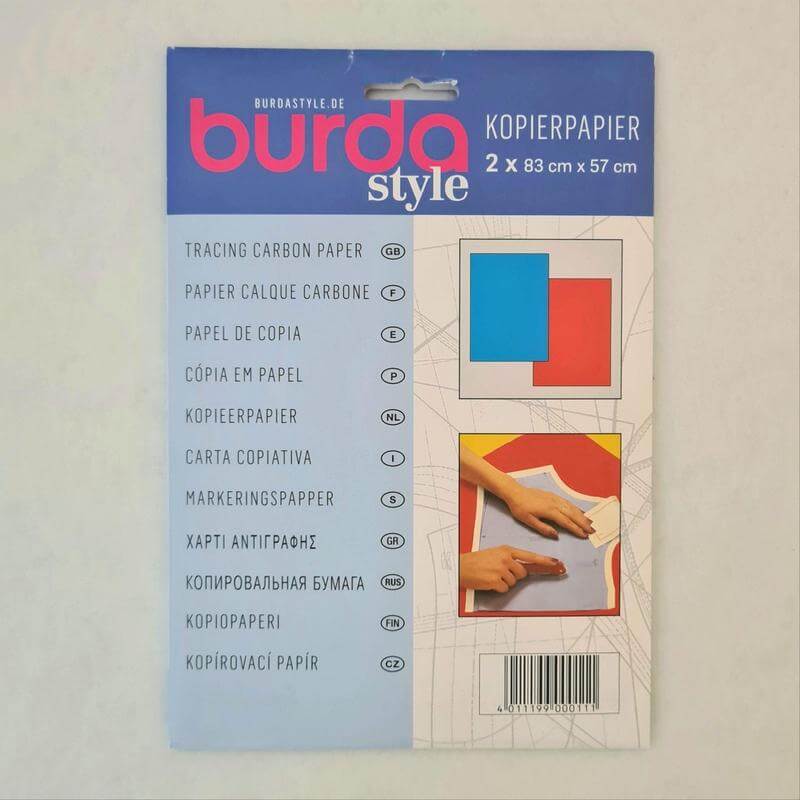 BURDASTYLE.DE
burda
style
KOPIERPAPIER
2 x 83 cm x 57 cm
TRACING CARBON PAPER GB
PAPIER CALQUE CARBONE F
PAPEL DE COPIA E
CÓPIA EM PAPEL P
KOPIEERPAPIER NL
CARTA COPIATIVA I
MARKERINGSPAPPER S
ΧΑΡΤΙ ΑΝΤΙΓΡΑΦΗΣ GR
КОПИРОВАЛЬНАЯ БУМАГА RUS
KOPIOPAPERI FIN
KOPÍROVACÍ PAPÍR CZ
4 011199 000111